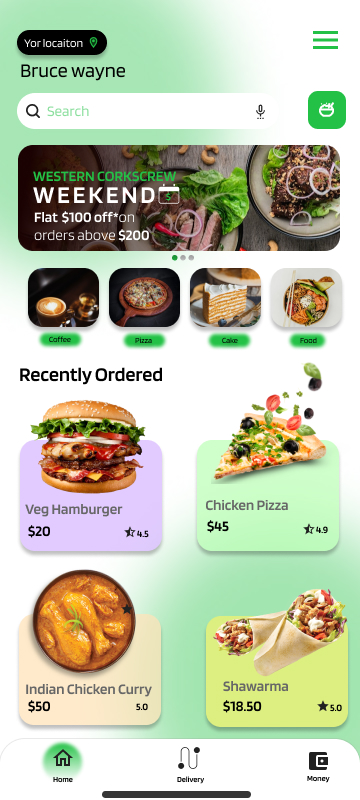 Yor locaiton
Bruce wayne
Search
WESTERN CORKSCREW
WEEKEND
Flat $100 off*on
orders above $200
Coffee
Pizza
Cake
Food
Recently Ordered
Veg Hamburger
$20
4.5
Chicken Pizza
$45
4.9
Indian Chicken Curry
$50
5.0
Shawarma
$18.50
5.0
Home
Delivery
Money